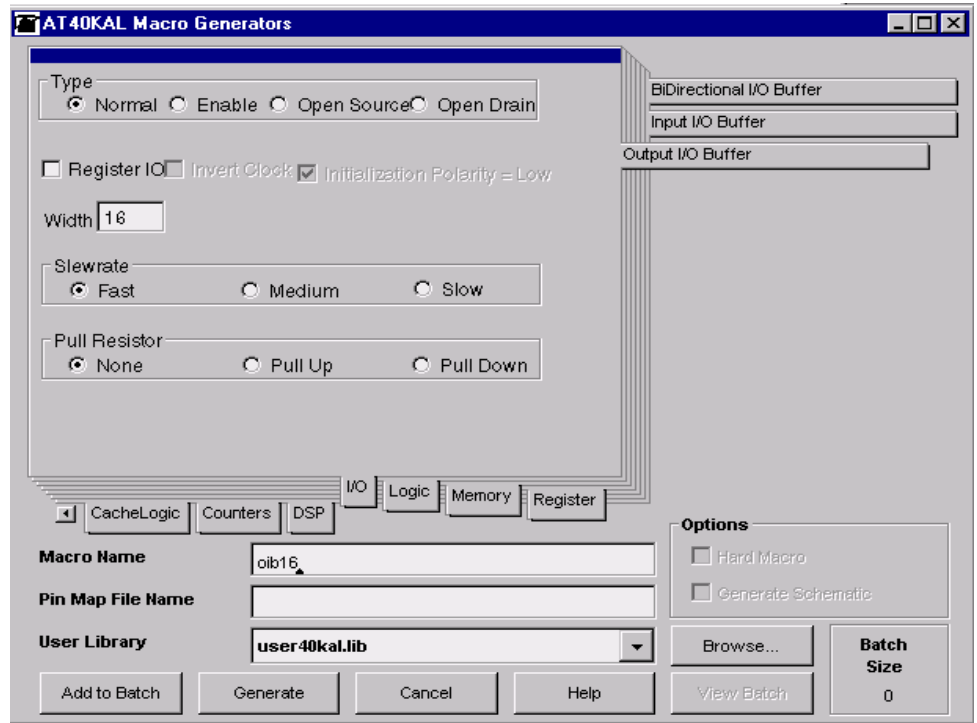 AT40KAL Macro Generators
Type
Normal Enable Open Source Open Drain
BiDirectional I/O Buffer
Input I/O Buffer
Output I/O Buffer
Register IO Invert Clock Initialization Polarity = Low
Width 16
Slewrate
Fast Medium Slow
Pull Resistor
None Pull Up Pull Down
I/O Logic Memory Register
CacheLogic Counters DSP
Options
Macro Name oib16
Hard Macro
Pin Map File Name
Generate Schematic
User Library user40kal.lib
Browse...
Batch
Size
0
Add to Batch Generate Cancel Help View Batch